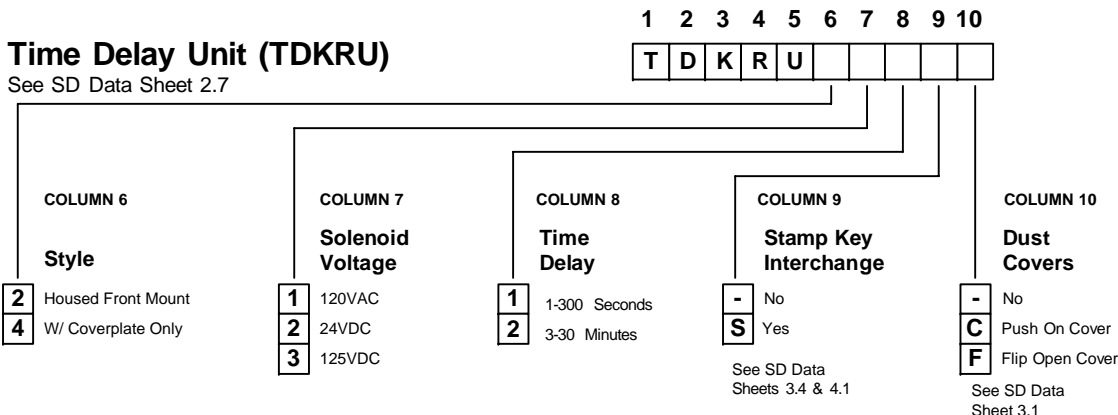 1 2 3 4 5 6 7 8 9 10
Time Delay Unit (TDKRU)
T D K R U
See SD Data Sheet 2.7
COLUMN 6
Style
2 Housed Front Mount
4 W/ Coverplate Only
COLUMN 7
Solenoid
Voltage
1 120VAC
2 24VDC
3 125VDC
COLUMN 8
Time
Delay
1 1-300 Seconds
2 3-30 Minutes
COLUMN 9
Stamp Key
Interchange
- No
S Yes
See SD Data
Sheets 3.4 & 4.1
COLUMN 10
Dust
Covers
- No
C Push On Cover
F Flip Open Cover
See SD Data
Sheet 3.1